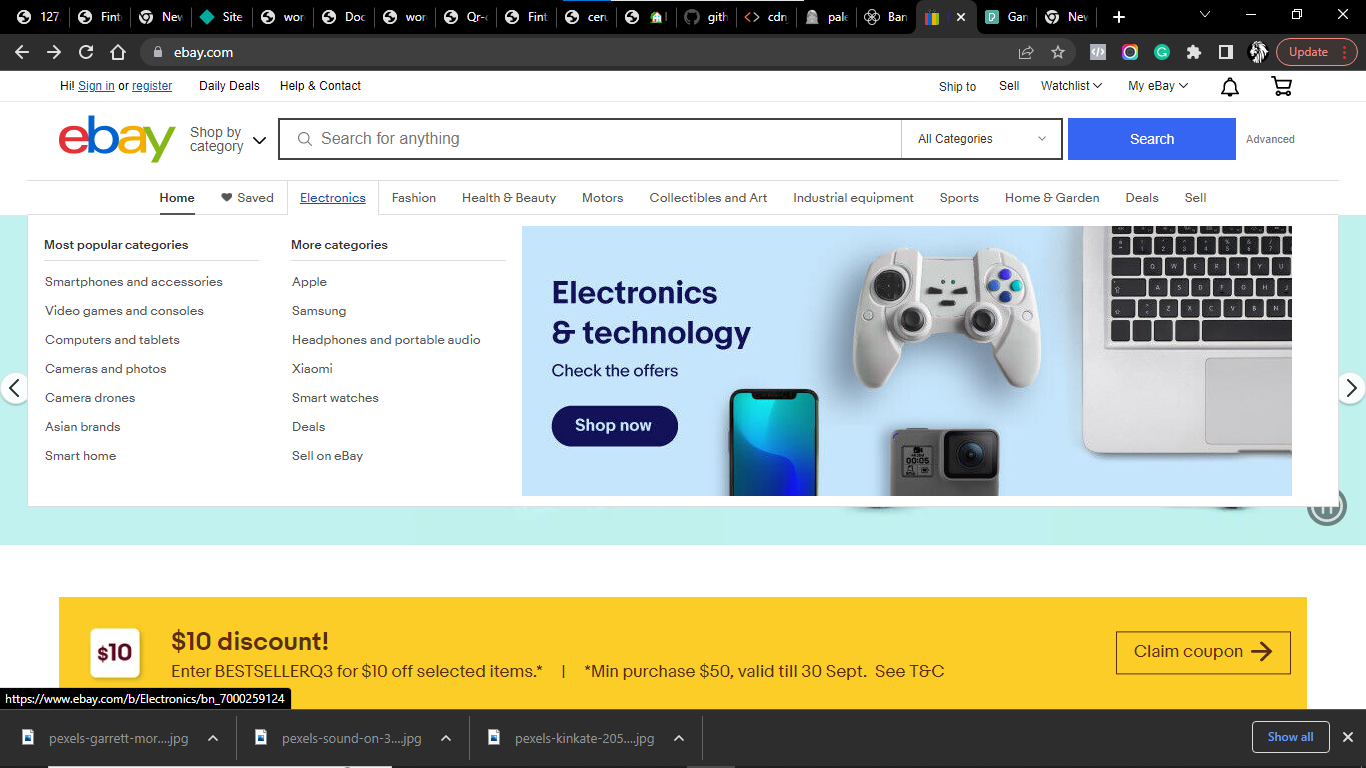 127
Fint
New
Site
wor
Doc
wor
Qr-c
Fint
ceru
gith
cdnj
pale
Ban
Gan
New
ebay.com
Update
Hi! Sign in or register Daily Deals Help & Contact
Ship to Sell Watchlist My eBay
ebay
Shop by
category
Search for anything
All Categories
Search
Advanced
Home Saved Electronics Fashion Health & Beauty Motors Collectibles and Art Industrial equipment Sports Home & Garden Deals Sell
Most popular categories
Smartphones and accessories
Video games and consoles
Computers and tablets
Cameras and photos
Camera drones
Asian brands
Smart home
More categories
Apple
Samsung
Headphones and portable audio
Xiaomi
Smart watches
Deals
Sell on eBay
Electronics
& technology
Check the offers
Shop now
00:05
$10
$10 discount!
Enter BESTSELLERQ3 for $10 off selected items.* | *Min purchase $50, valid till 30 Sept. See T&C
Claim coupon
https://www.ebay.com/b/Electronics/bn_7000259124
pexels-garrett-mor....jpg
pexels-sound-on-3....jpg
pexels-kinkate-205....jpg
Show all